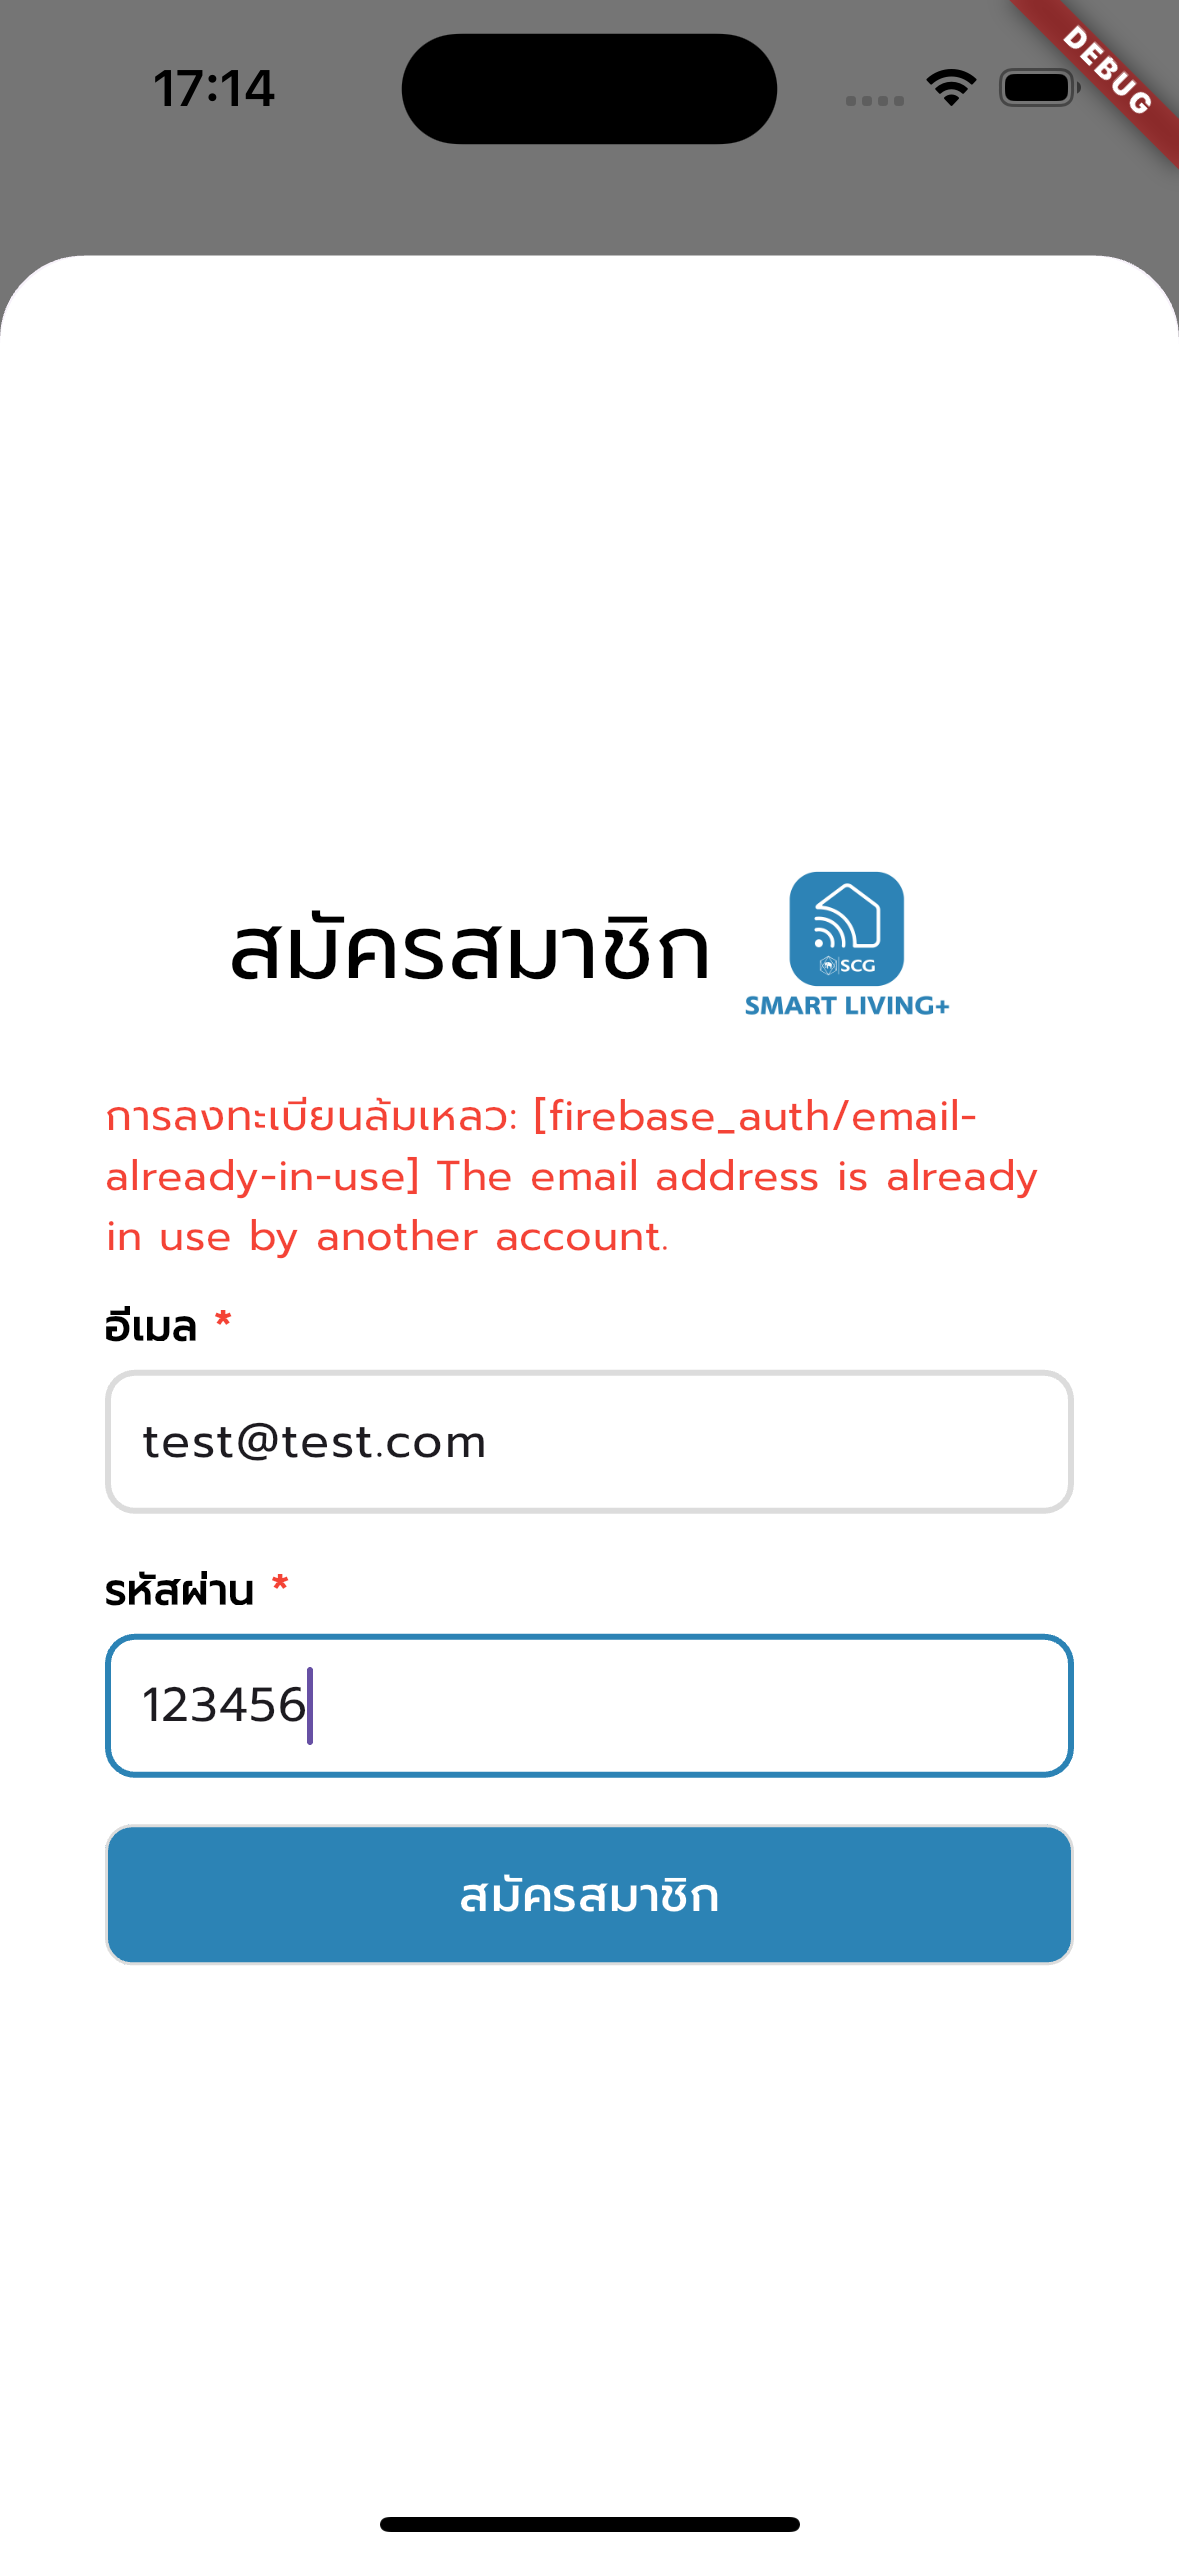 17:14
DEBUG
สมัครสมาชิก
SCG
SMART LIVING+
การลงทะเบียนล้มเหลว: [firebase_auth/email-
already-in-use] The email address is already
in use by another account.
อีเมล *
test@test.com
รหัสผ่าน *
123456
สมัครสมาชิก